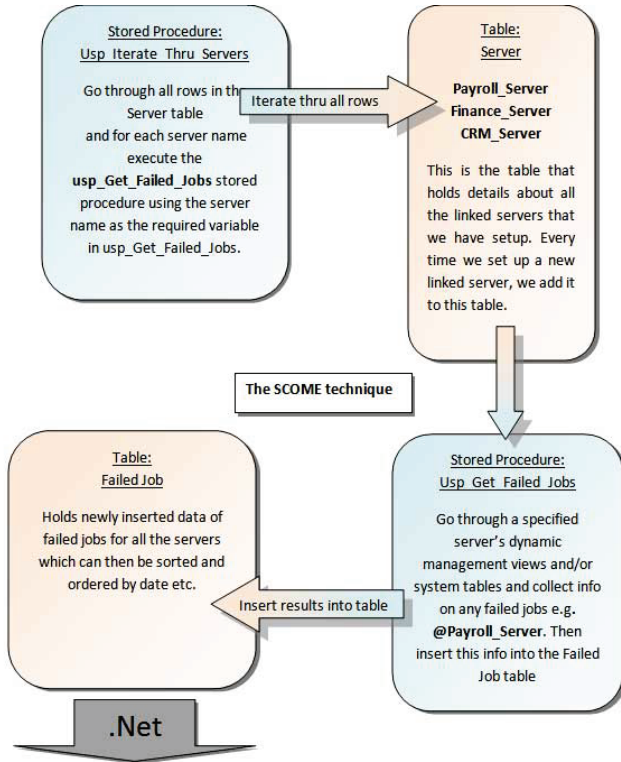 Stored Procedure:
Usp_Iterate_Thru_Servers
Go through all rows in the
Server table
and for each server name
execute the
usp_Get_Failed_Jobs stored
procedure using the server
name as the required variable
in usp_Get_Failed_Jobs.
Iterate thru all rows
Table:
Server
Payroll_Server
Finance_Server
CRM_Server
This is the table that
holds details about all
the linked servers that
we have setup. Every
time we set up a new
linked server, we add it
to this table.
The SCOME technique
Table:
Failed Job
Holds newly inserted data of
failed jobs for all the servers
which can then be sorted and
ordered by date etc.
Insert results into table
Stored Procedure:
Usp_Get_Failed_Jobs
Go through a specified
server's dynamic
management views and/or
system tables and collect info
on any failed jobs e.g.
@Payroll_Server. Then
insert this info into the Failed
Job table
.Net